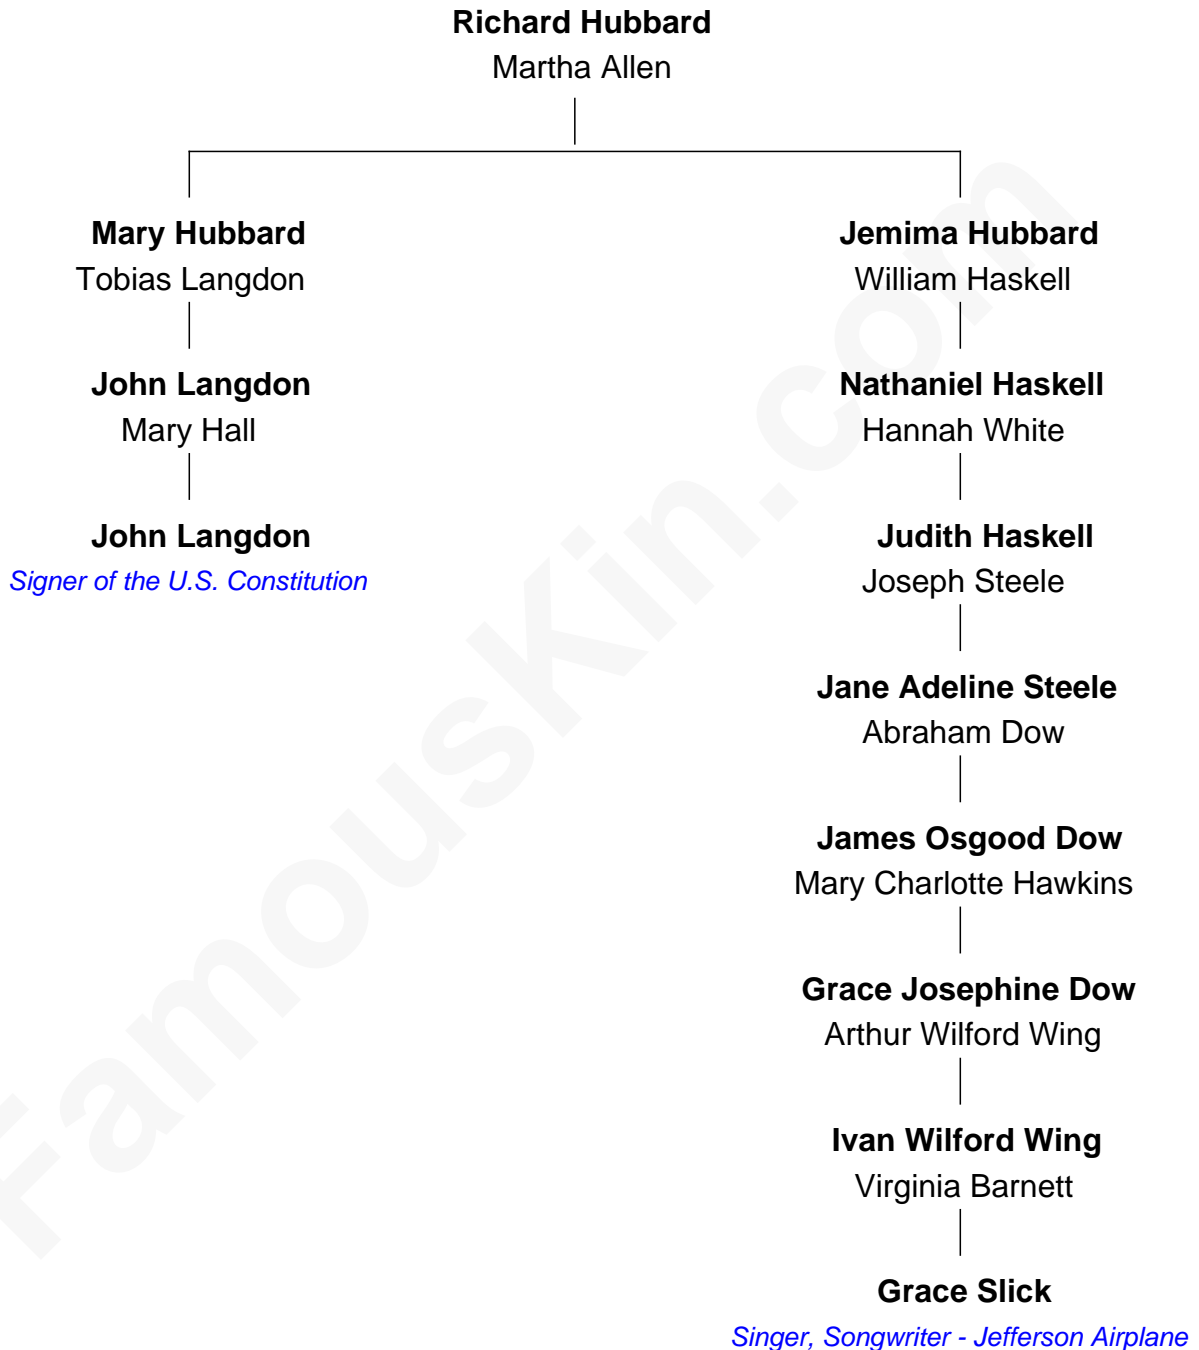 Richard Hubbard
Martha Allen
Mary Hubbard
Tobias Langdon
John Langdon
Mary Hall
John Langdon
Signer of the U.S. Constitution
Jemima Hubbard
William Haskell
Nathaniel Haskell
Hannah White
Judith Haskell
Joseph Steele
Jane Adeline Steele
Abraham Dow
James Osgood Dow
Mary Charlotte Hawkins
Grace Josephine Dow
Arthur Wilford Wing
Ivan Wilford Wing
Virginia Barnett
Grace Slick
Singer, Songwriter - Jefferson Airplane
FamousKin.com